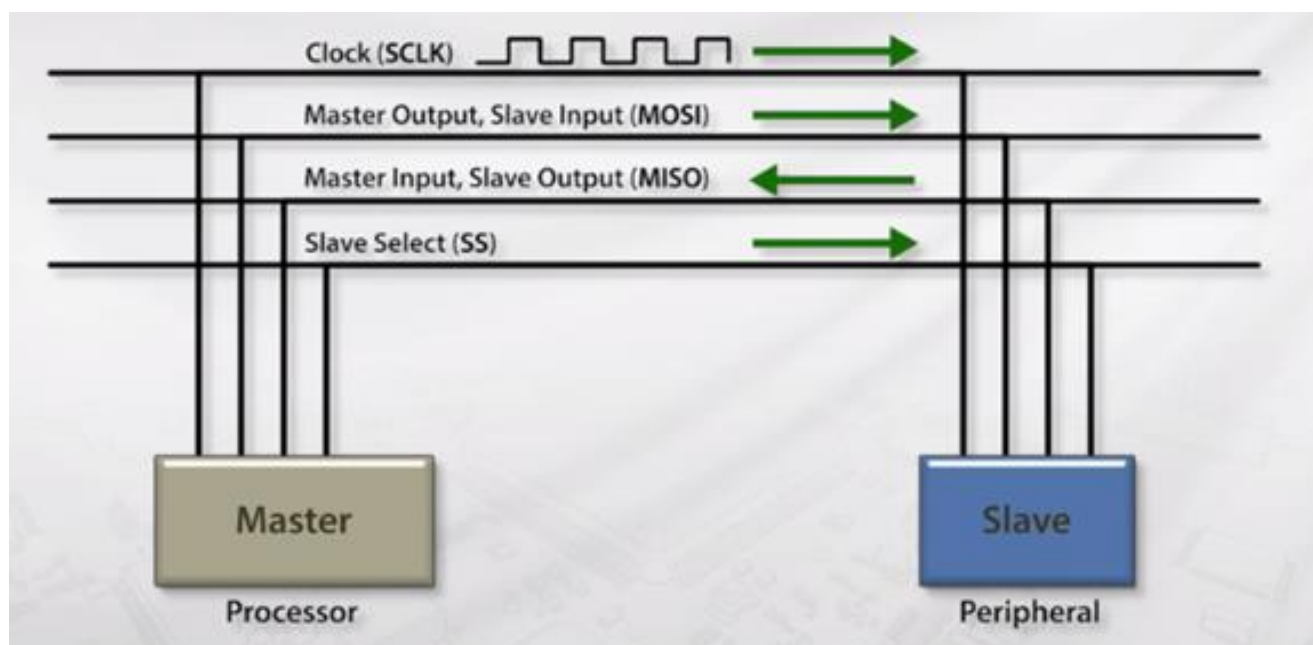 Clock (SCLK)
Master Output, Slave Input (MOSI)
Master Input, Slave Output (MISO)
Slave Select (SS)
Master
Slave
Processor
Peripheral